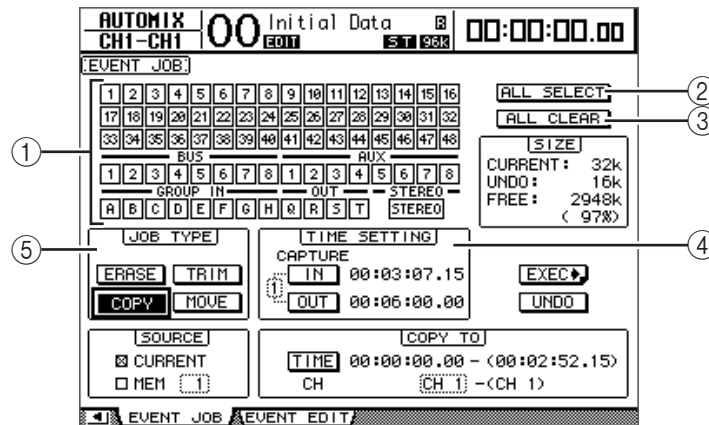 AUTOMIX
CH1-CH1
00 Initial Data R
EDIT ST 96k
00:00:00.00
EVENT JOB
1 2 3 4 5 6 7 8 9 10 11 12 13 14 15 16
17 18 19 20 21 22 23 24 25 26 27 28 29 30 31 32
33 34 35 36 37 38 39 40 41 42 43 44 45 46 47 48
BUS AUX
1 2 3 4 5 6 7 8 1 2 3 4 5 6 7 8
GROUP IN OUT STEREO
A B C D E F G H Q R S T STEREO
ALL SELECT
ALL CLEAR
SIZE
CURRENT: 32k
UNDO: 16k
FREE: 2948k
( 97%)
1
2
3
4
5
JOB TYPE
ERASE TRIM
COPY MOVE
TIME SETTING
CAPTURE
1
IN 00:03:07.15
OUT 00:06:00.00
EXEC
UNDO
SOURCE
CURRENT
MEM 1
COPY TO
TIME 00:00:00.00 - (00:02:52.15)
CH CH 1 -(CH 1)
EVENT JOB EVENT EDIT